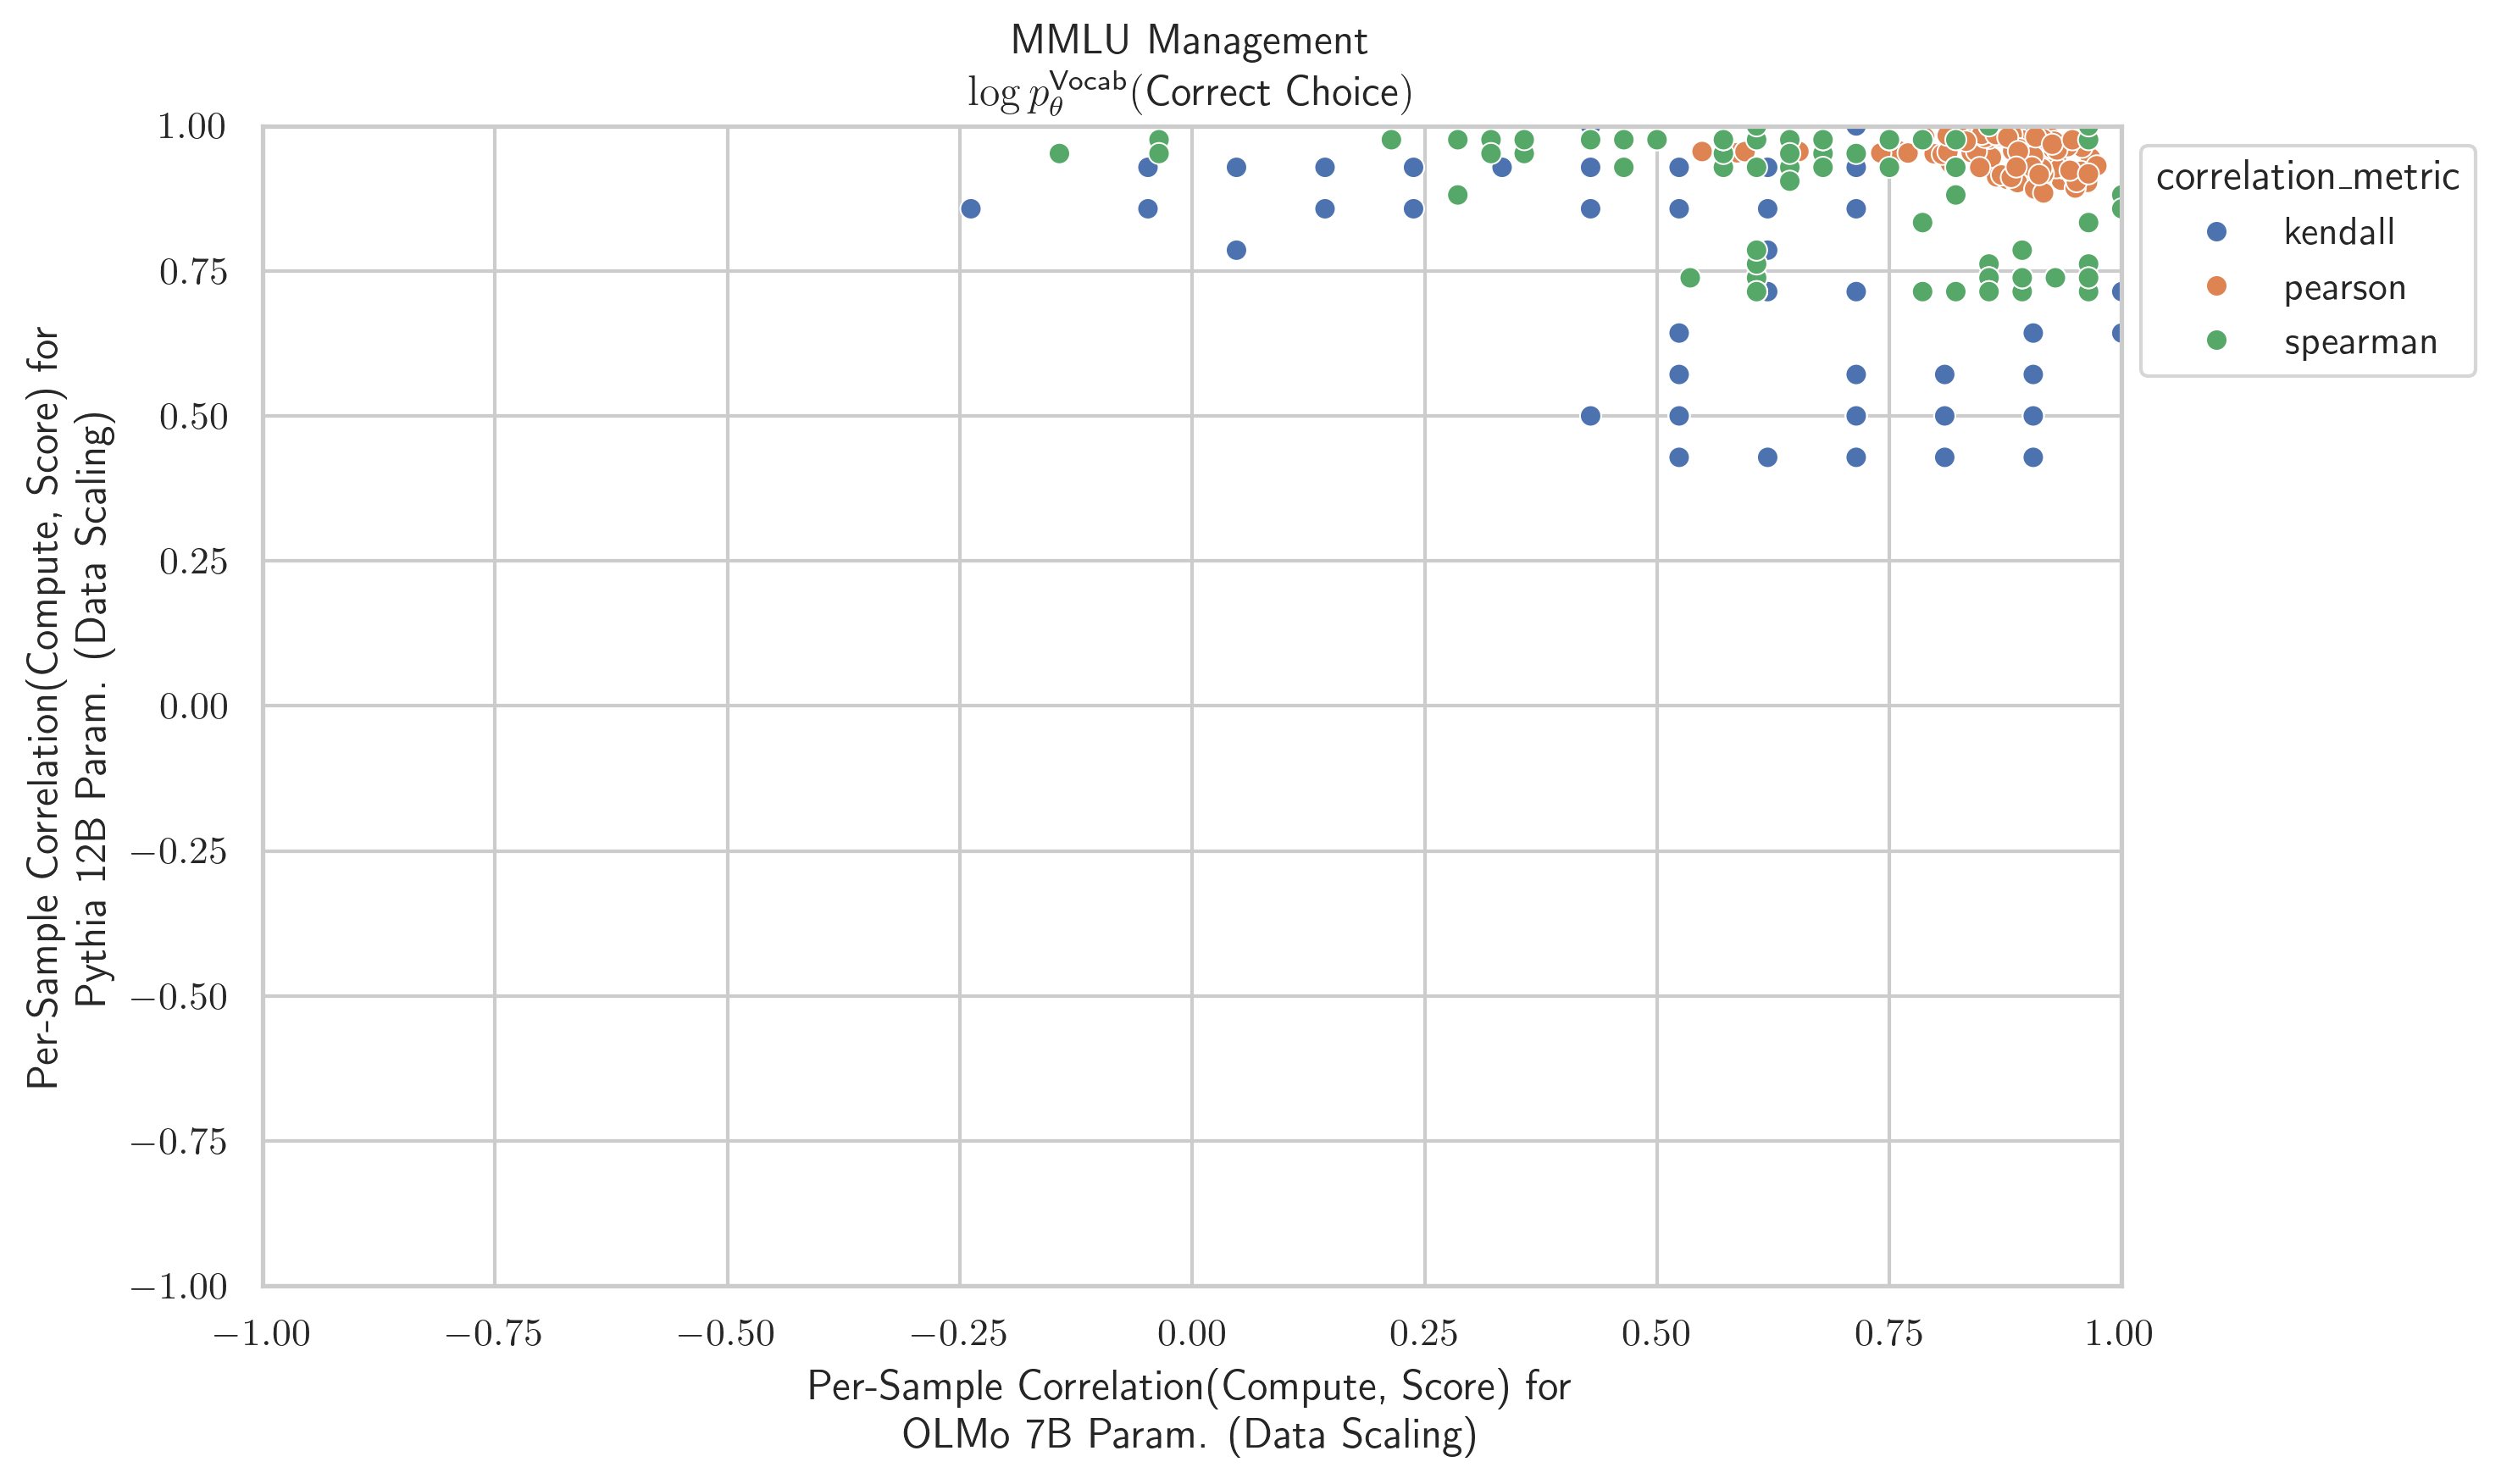 MMLU Management
log p_θ^Vocab(Correct Choice)
1.00
0.75
0.50
0.25
0.00
−0.25
−0.50
−0.75
−1.00
Per-Sample Correlation(Compute, Score) for
Pythia 12B Param. (Data Scaling)
correlation_metric
kendall
pearson
spearman
−1.00 −0.75 −0.50 −0.25 0.00 0.25 0.50 0.75 1.00
Per-Sample Correlation(Compute, Score) for
OLMo 7B Param. (Data Scaling)